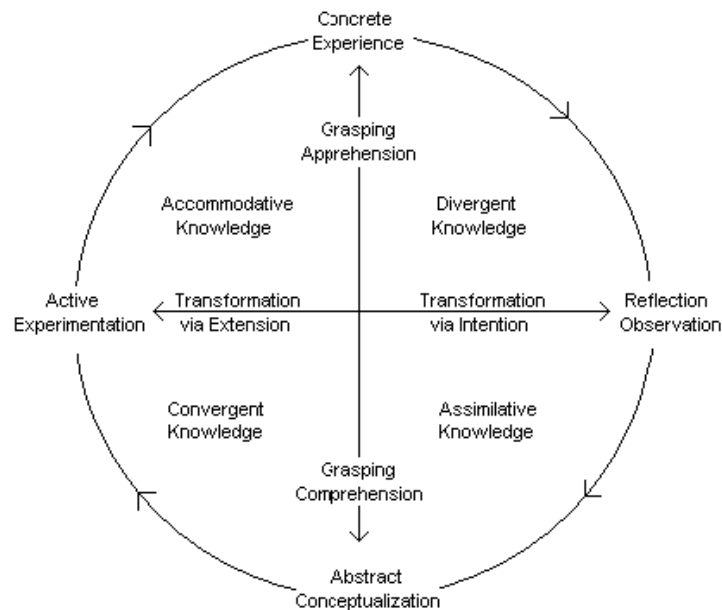 Concrete
Experience
Grasping
Apprehension
Accommodative
Knowledge
Divergent
Knowledge
Active
Experimentation
Transformation
via Extension
Transformation
via Intention
Reflection
Observation
Convergent
Knowledge
Assimilative
Knowledge
Grasping
Comprehension
Abstract
Conceptualization